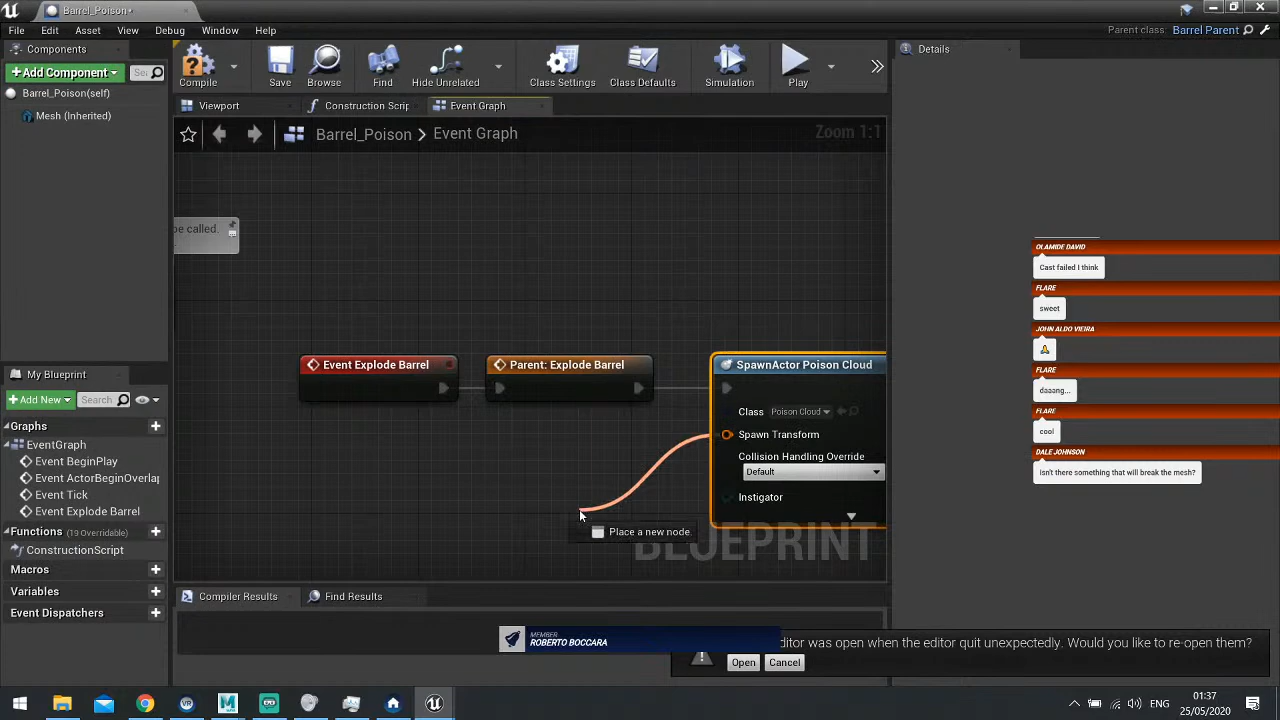 Barrel_Poison*
File Edit Asset View Debug Window Help
Parent class: Barrel Parent
Components
Details
+Add Component
Sea
Compile
Save
Browse
Find
Hide Unrelated
Class Settings
Class Defaults
Simulation
Play
Barrel_Poison(self)
Mesh (Inherited)
Viewport
Construction Scrip
Event Graph
Barrel_Poison > Event Graph
Zoom 1:1
be called.
Event Explode Barrel
Parent: Explode Barrel
SpawnActor Poison Cloud
Class Poison Cloud
Spawn Transform
Collision Handling Override
Default
Instigator
Place a new node.
BLUEPRINT
My Blueprint
+Add New
Search
Graphs
EventGraph
Event BeginPlay
Event ActorBeginOverlap
Event Tick
Event Explode Barrel
Functions (19 Overridable)
ConstructionScript
Macros
Variables
Event Dispatchers
OLAMIDE DAVID
Cast failed I think
FLARE
sweet
JOHN ALDO VIEIRA
FLARE
daaang...
FLARE
cool
DALE JOHNSON
Isn't there something that will break the mesh?
Compiler Results
Find Results
MEMBER
ROBERTO BOCCARA
ditor was open when the editor quit unexpectedly. Would you like to re-open them?
Open
Cancel
01:37
25/05/2020